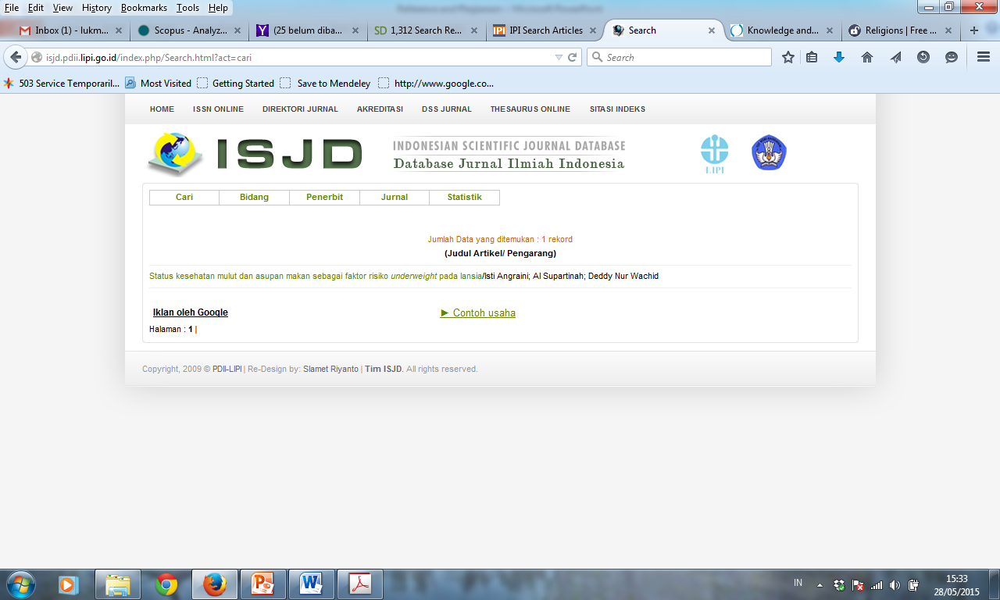 File Edit View History Bookmarks Tools Help
Inbox (1) - lukm... Scopus - Analyz... (25 belum diba... SD 1,312 Search Re... IPI IPI Search Articles Search Knowledge and... Religions | Free ...
isjd.pdii.lipi.go.id/index.php/Search.html?act=cari Search
503 Service Temporaril... Most Visited Getting Started Save to Mendeley http://www.google.co...
HOME ISSN ONLINE DIREKTORI JURNAL AKREDITASI DSS JURNAL THESAURUS ONLINE SITASI INDEKS
ISJD
INDONESIAN SCIENTIFIC JOURNAL DATABASE
Database Jurnal Ilmiah Indonesia
LIPI
Cari Bidang Penerbit Jurnal Statistik
Jumlah Data yang ditemukan : 1 rekord
(Judul Artikel/ Pengarang)
Status kesehatan mulut dan asupan makan sebagai faktor risiko underweight pada lansia/Isti Angraini; Al Supartinah; Deddy Nur Wachid
Iklan oleh Google ► Contoh usaha
Halaman : 1 |
Copyright, 2009 © PDII-LIPI | Re-Design by: Slamet Riyanto | Tim ISJD. All rights reserved.
IN 15:33
28/05/2015